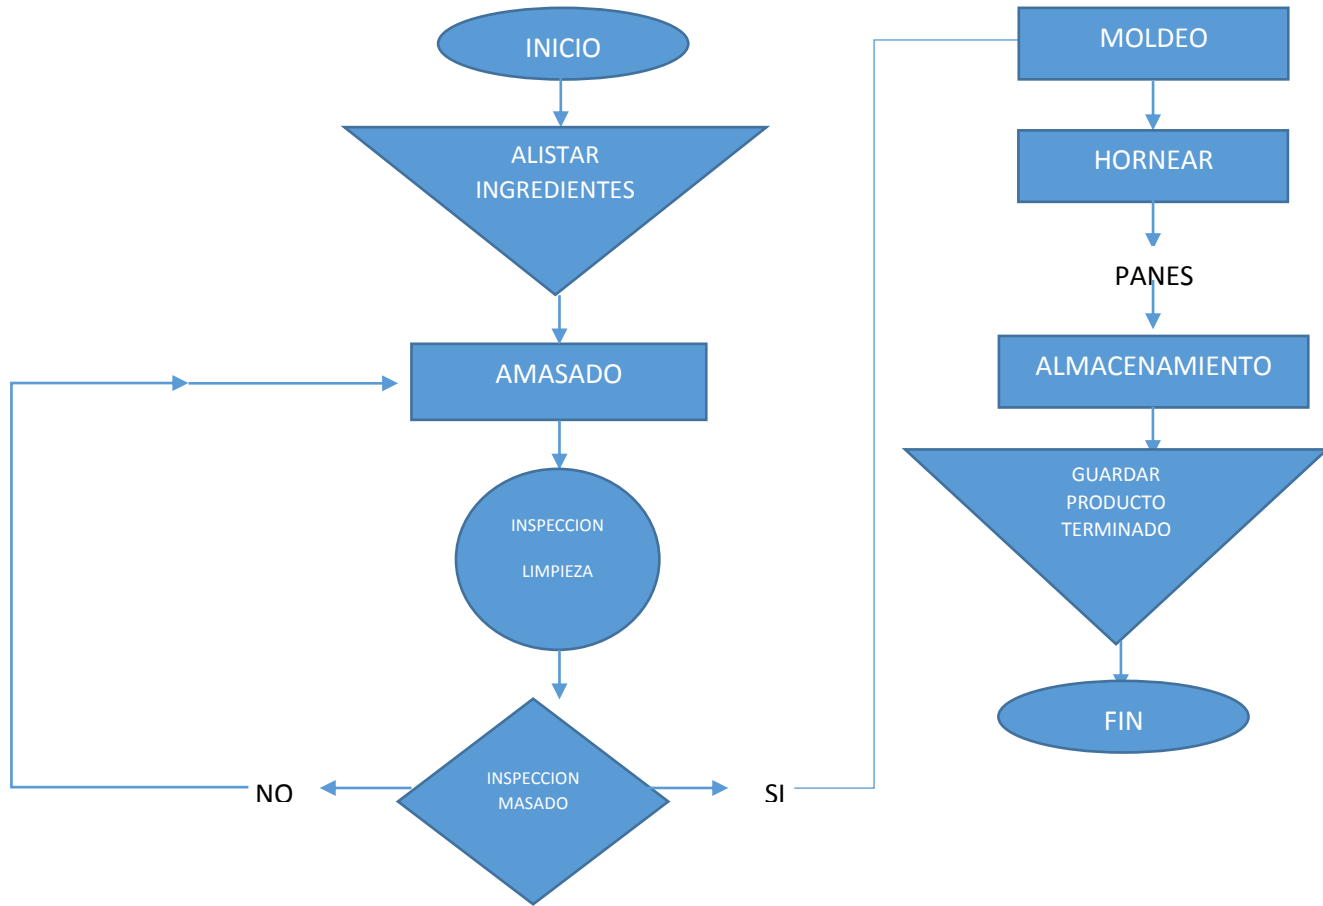 INICIO
ALISTAR
INGREDIENTES
AMASADO
INSPECCION
LIMPIEZA
INSPECCION
MASADO
NO
SI
MOLDEO
HORNEAR
PANES
ALMACENAMIENTO
GUARDAR
PRODUCTO
TERMINADO
FIN